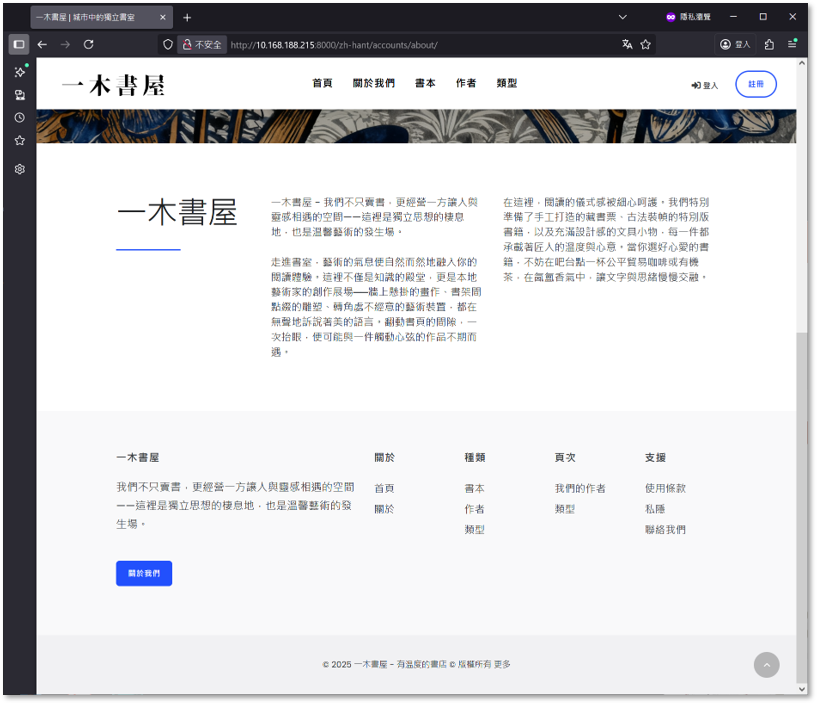 一木書屋 | 城市中的獨立書室
隱私瀏覽
不安全
http://10.168.188.215:8000/zh-hant/accounts/about/
登入
一木書屋
首頁 關於我們 書本 作者 類型
登入
註冊
一木書屋
一木書屋 - 我們不只賣書，更經營一方讓人與
靈感相遇的空間——這裡是獨立思想的棲息
地，也是溫馨藝術的發生場。
走進書室，藝術的氣息便自然而然地融入你的
閱讀體驗。這裡不僅是知識的殿堂，更是本地
藝術家的創作展場——牆上懸掛的畫作、書架間
點綴的雕塑、轉角處不經意的藝術裝置，都在
無聲地訴說著美的語言。翻動書頁的間隙，一
次抬眼，便可能與一件觸動心弦的作品不期而
遇。
在這裡，閱讀的儀式感被細心呵護。我們特別
準備了手工打造的藏書票、古法裝幀的特別版
書籍，以及充滿設計感的文具小物，每一件都
承載著匠人的溫度與心意。當你選好心愛的書
籍，不妨在吧台點一杯公平貿易咖啡或有機
茶，在氤氳香氣中，讓文字與思緒慢慢交融。
一木書屋
我們不只賣書，更經營一方讓人與靈感相遇的空間
——這裡是獨立思想的棲息地，也是溫馨藝術的發
生場。
關於我們
關於
首頁
關於
種類
書本
作者
類型
頁次
我們的作者
類型
支援
使用條款
私隱
聯絡我們
© 2025 一木書屋 - 有溫度的書店 © 版權所有 更多